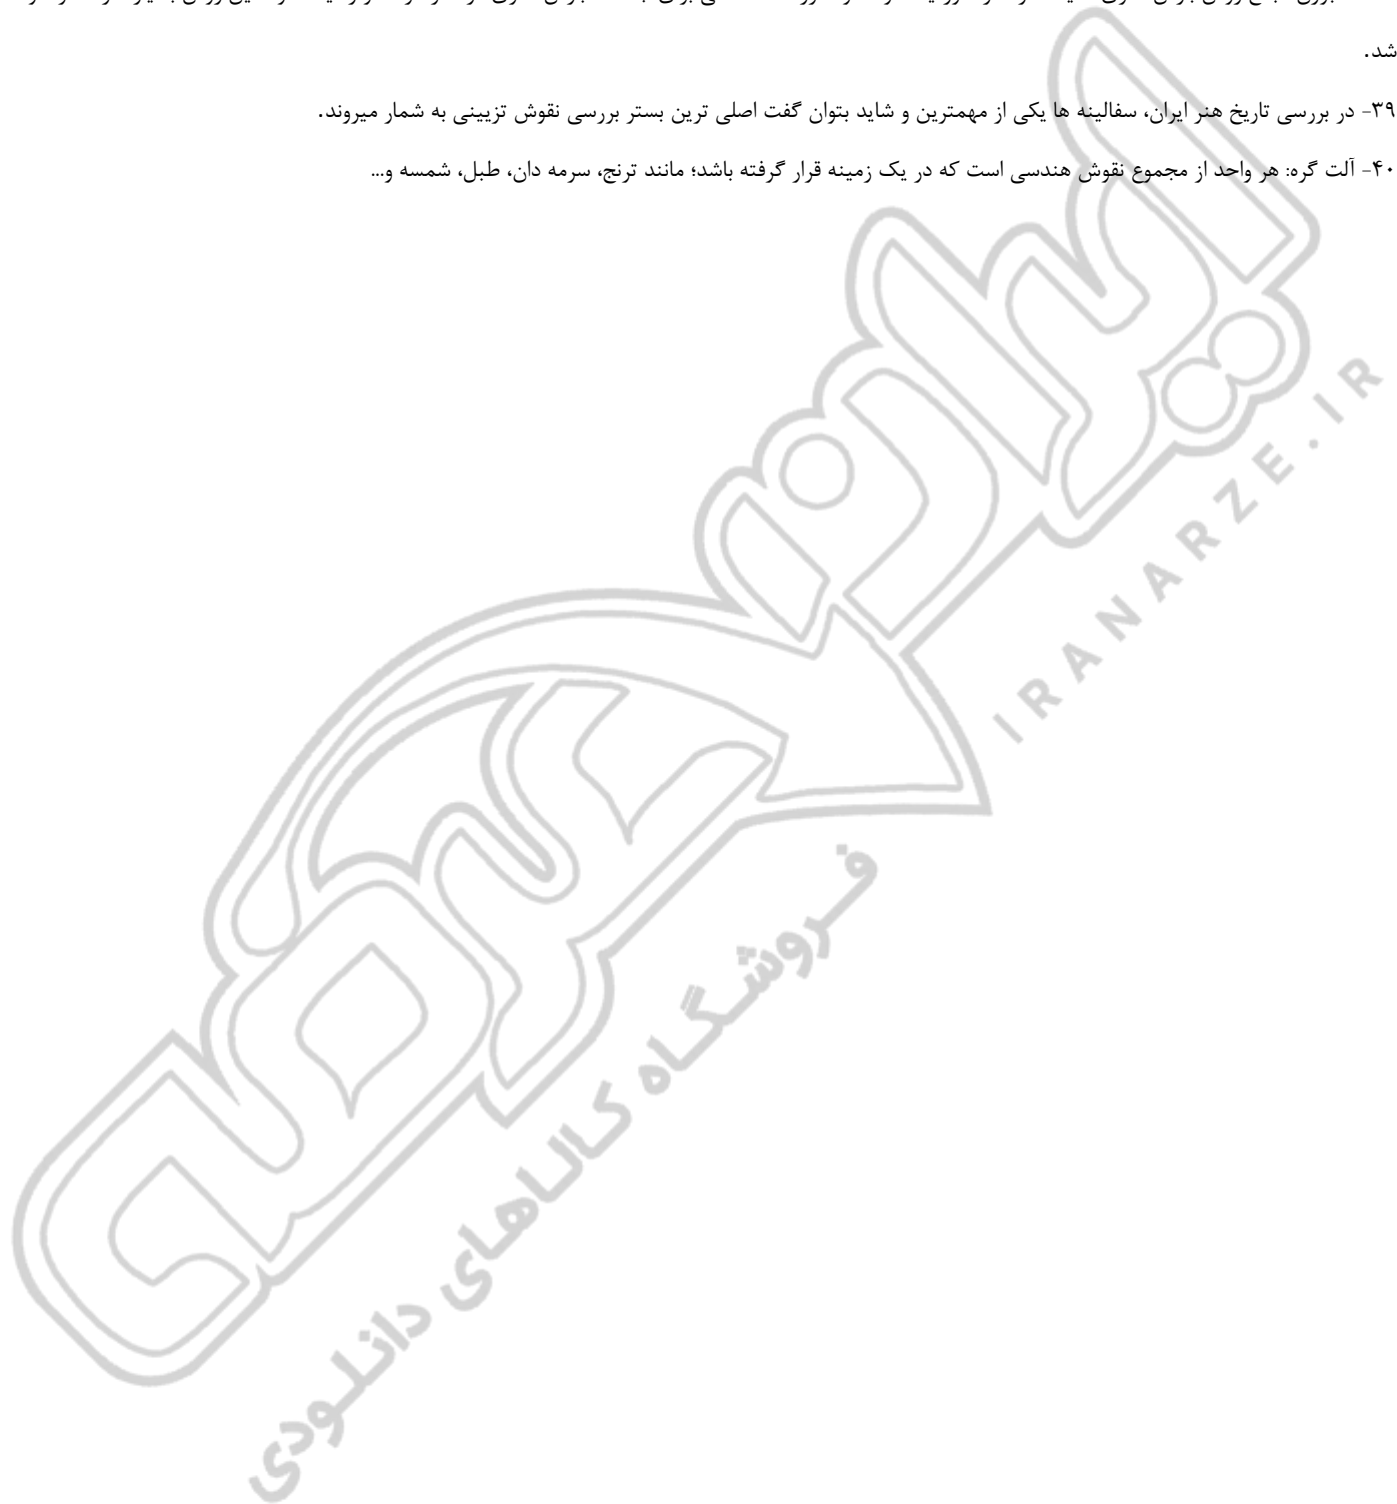 شد.
۳۹- در بررسی تاریخ هنر ایران، سفالینه ها یکی از مهمترین و شاید بتوان گفت اصلی ترین بستر بررسی نقوش تزیینی به شمار میروند.
۴۰- آلت گره: هر واحد از مجموع نقوش هندسی است که در یک زمینه قرار گرفته باشد؛ مانند ترنج، سرمه دان، طبل، شمسه و...
IRANARZE.IR
فروشگاه کالاهای دانلودی